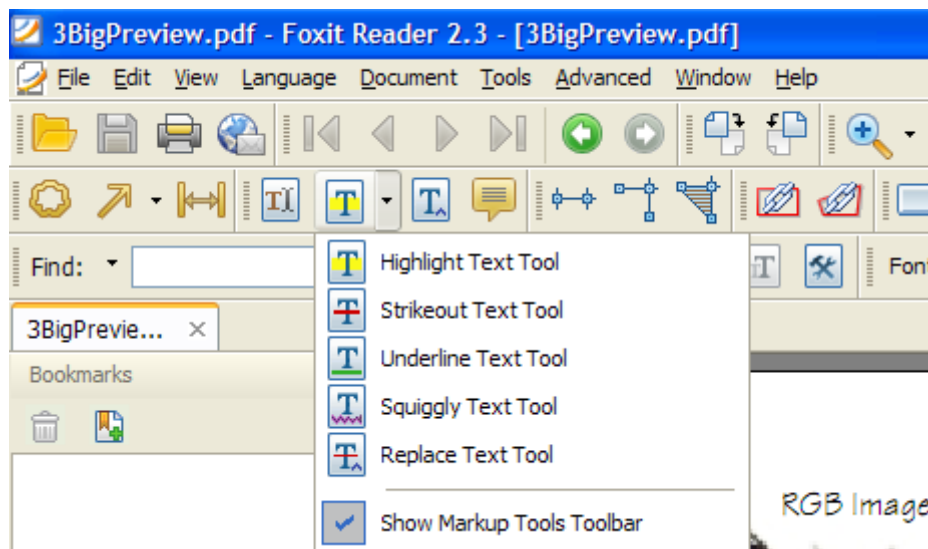 3BigPreview.pdf - Foxit Reader 2.3 - [3BigPreview.pdf]
File Edit View Language Document Tools Advanced Window Help
Find:
Highlight Text Tool
Strikeout Text Tool
Underline Text Tool
Squiggly Text Tool
Replace Text Tool
Show Markup Tools Toolbar
3BigPrevie...
Bookmarks
RGB Image